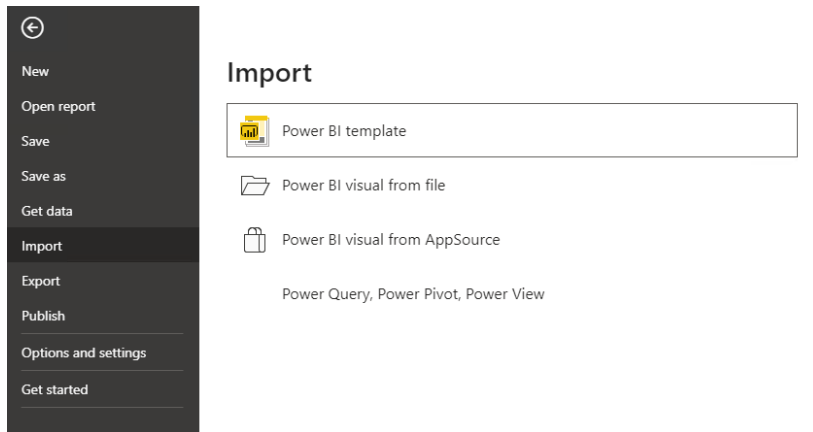 New
Open report
Save
Save as
Get data
Import
Export
Publish
Options and settings
Get started
Import
Power BI template
Power BI visual from file
Power BI visual from AppSource
Power Query, Power Pivot, Power View